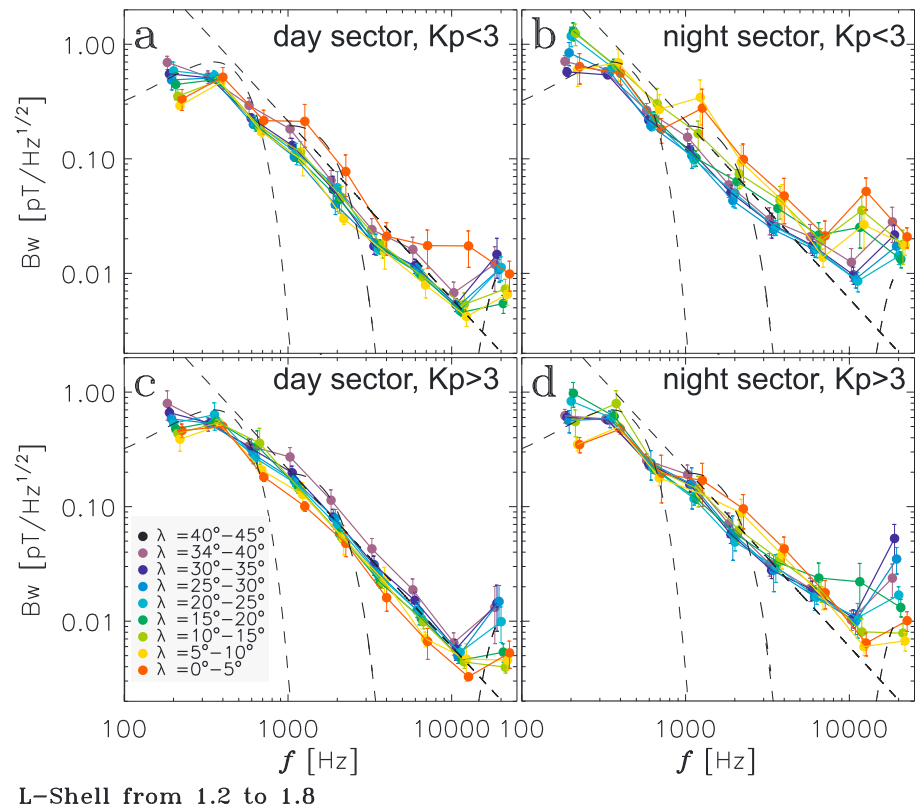 a day sector, Kp<3
b night sector, Kp<3
1.00
0.10
0.01
Bw [pT/Hz^1/2]
c day sector, Kp>3
d night sector, Kp>3
1.00
0.10
0.01
Bw [pT/Hz^1/2]
λ =40°−45°
λ =34°−40°
λ =30°−35°
λ =25°−30°
λ =20°−25°
λ =15°−20°
λ =10°−15°
λ =5°−10°
λ =0°−5°
100 1000 10000 100 1000 10000
f [Hz] f [Hz]
L−Shell from 1.2 to 1.8